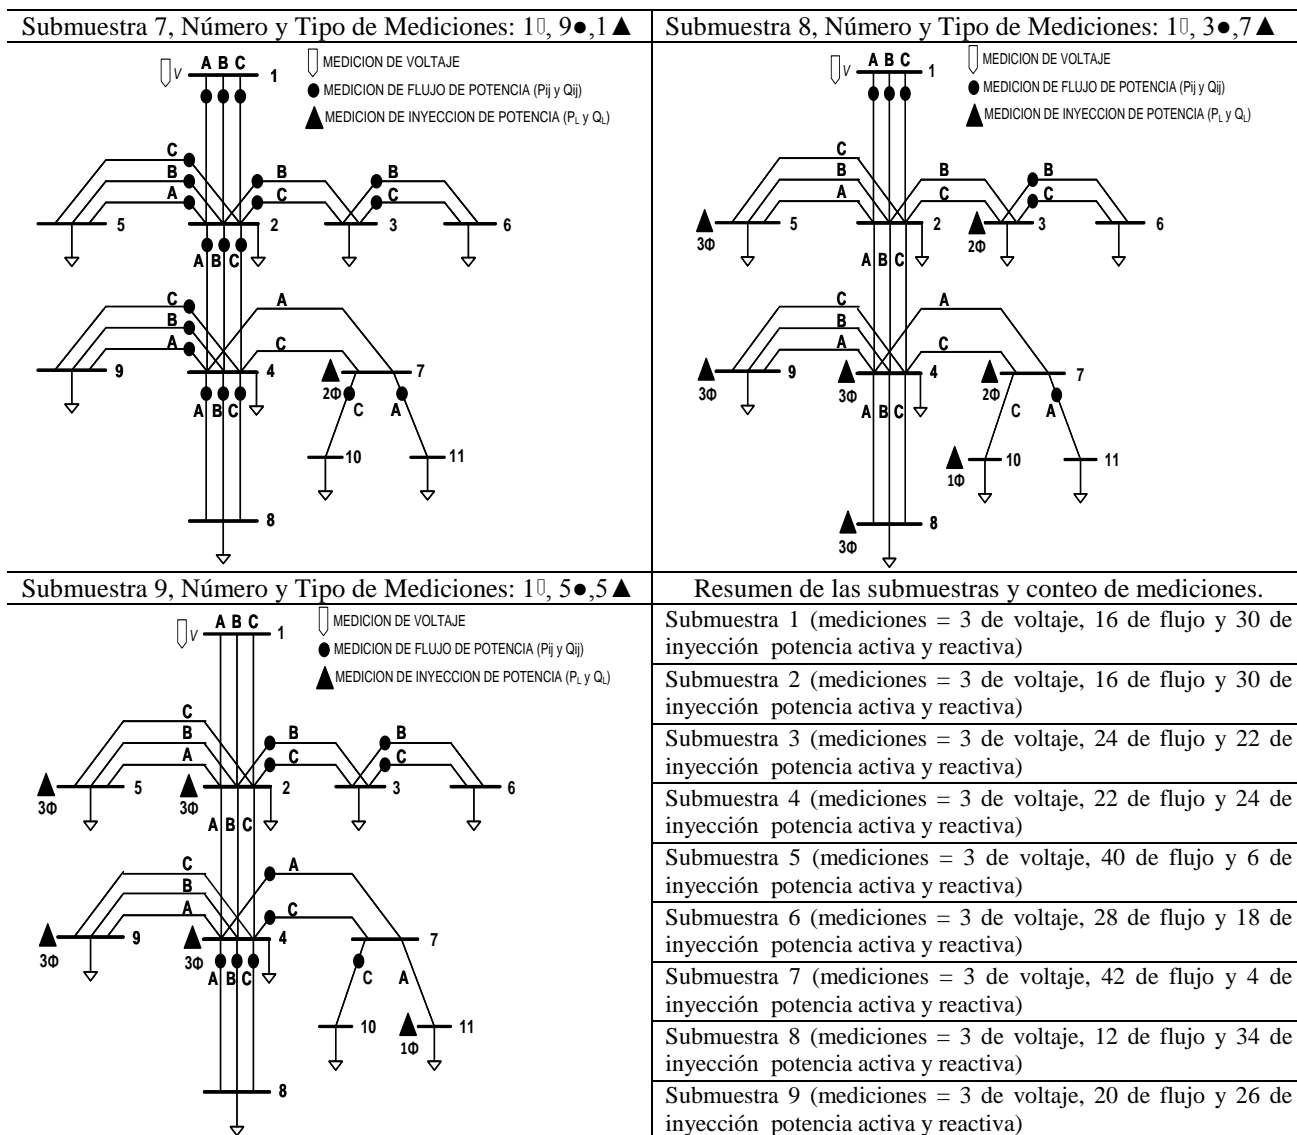 Submuestra 7, Número y Tipo de Mediciones: 1▯, 9●,1▲
A B C
V
1
MEDICION DE VOLTAJE
MEDICION DE FLUJO DE POTENCIA (Pij y Qij)
MEDICION DE INYECCION DE POTENCIA (PL y QL)
C
B
A
B
C
B
C
5
2
3
6
A B C
C
B
A
A
C
9
4
2Φ
7
A B C
C
A
10
11
8
Submuestra 8, Número y Tipo de Mediciones: 1▯, 3●,7▲
A B C
V
1
MEDICION DE VOLTAJE
MEDICION DE FLUJO DE POTENCIA (Pij y Qij)
MEDICION DE INYECCION DE POTENCIA (PL y QL)
C
B
A
B
C
B
C
3Φ
5
2
2Φ
3
6
A B C
C
B
A
A
C
3Φ
9
3Φ
4
2Φ
7
A B C
C
A
1Φ
10
11
3Φ
8
Submuestra 9, Número y Tipo de Mediciones: 1▯, 5●,5▲
A B C
V
1
MEDICION DE VOLTAJE
MEDICION DE FLUJO DE POTENCIA (Pij y Qij)
MEDICION DE INYECCION DE POTENCIA (PL y QL)
C
B
A
B
C
B
C
3Φ
5
3Φ
2
3
6
A B C
C
B
A
A
C
3Φ
9
3Φ
4
7
A B C
C
A
10
1Φ
11
8
Resumen de las submuestras y conteo de mediciones.
Submuestra 1 (mediciones = 3 de voltaje, 16 de flujo y 30 de
inyección potencia activa y reactiva)
Submuestra 2 (mediciones = 3 de voltaje, 16 de flujo y 30 de
inyección potencia activa y reactiva)
Submuestra 3 (mediciones = 3 de voltaje, 24 de flujo y 22 de
inyección potencia activa y reactiva)
Submuestra 4 (mediciones = 3 de voltaje, 22 de flujo y 24 de
inyección potencia activa y reactiva)
Submuestra 5 (mediciones = 3 de voltaje, 40 de flujo y 6 de
inyección potencia activa y reactiva)
Submuestra 6 (mediciones = 3 de voltaje, 28 de flujo y 18 de
inyección potencia activa y reactiva)
Submuestra 7 (mediciones = 3 de voltaje, 42 de flujo y 4 de
inyección potencia activa y reactiva)
Submuestra 8 (mediciones = 3 de voltaje, 12 de flujo y 34 de
inyección potencia activa y reactiva)
Submuestra 9 (mediciones = 3 de voltaje, 20 de flujo y 26 de
inyección potencia activa y reactiva)